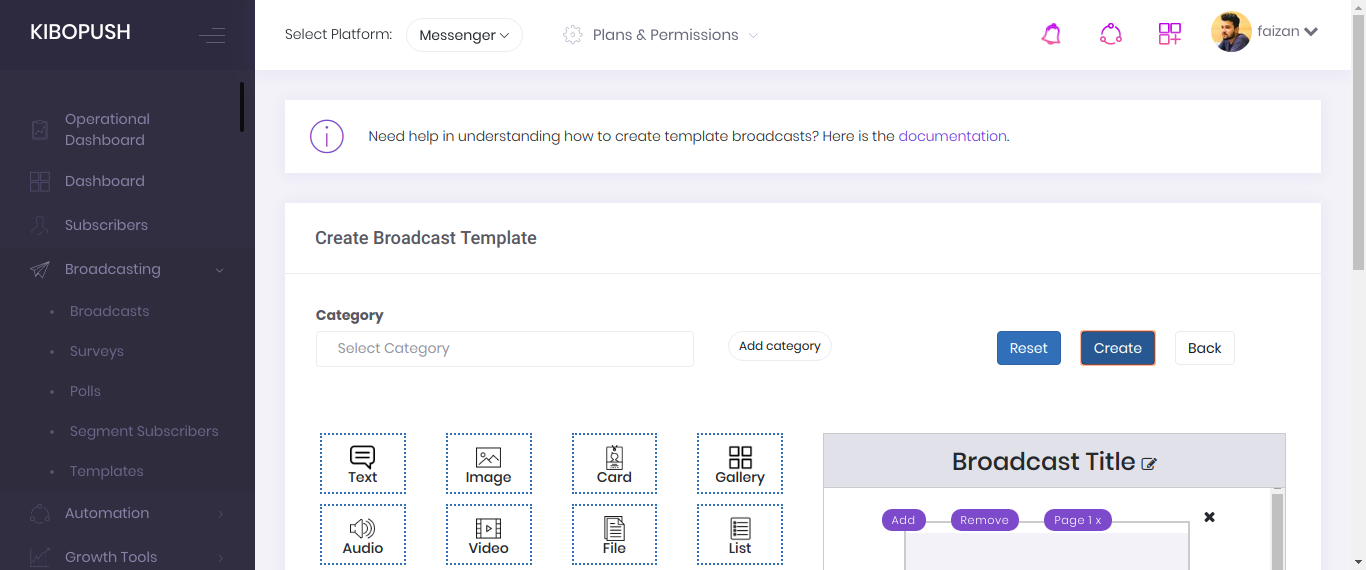 KIBOPUSH
Select Platform: Messenger
Plans & Permissions
faizan
Operational
Dashboard
Dashboard
Subscribers
Broadcasting
Broadcasts
Surveys
Polls
Segment Subscribers
Templates
Automation
Growth Tools
Need help in understanding how to create template broadcasts? Here is the documentation.
Create Broadcast Template
Category
Select Category
Add category
Reset
Create
Back
Text
Image
Card
Gallery
Audio
Video
File
List
Broadcast Title
Add
Remove
Page 1 x